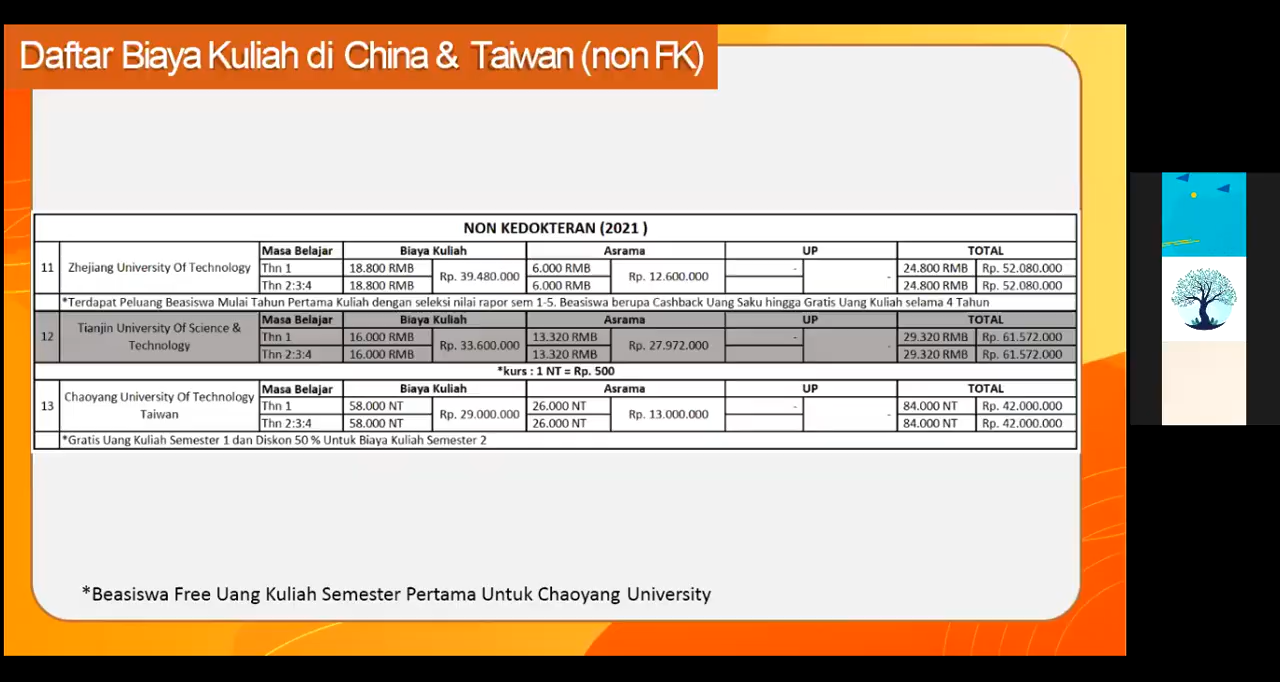 Daftar Biaya Kuliah di China & Taiwan (non FK)
NON KEDOKTERAN (2021 )
11 Zhejiang University Of Technology Masa Belajar Biaya Kuliah Asrama UP TOTAL
Thn 1 18.800 RMB Rp. 39.480.000 6.000 RMB Rp. 12.600.000 - - 24.800 RMB Rp. 52.080.000
Thn 2:3:4 18.800 RMB 6.000 RMB 24.800 RMB Rp. 52.080.000
*Terdapat Peluang Beasiswa Mulai Tahun Pertama Kuliah dengan seleksi nilai rapor sem 1-5. Beasiswa berupa Cashback Uang Saku hingga Gratis Uang Kuliah selama 4 Tahun
12 Tianjin University Of Science & Technology Masa Belajar Biaya Kuliah Asrama UP TOTAL
Thn 1 16.000 RMB Rp. 33.600.000 13.320 RMB Rp. 27.972.000 - - 29.320 RMB Rp. 61.572.000
Thn 2:3:4 16.000 RMB 13.320 RMB 29.320 RMB Rp. 61.572.000
*kurs : 1 NT = Rp. 500
13 Chaoyang University Of Technology Taiwan Masa Belajar Biaya Kuliah Asrama UP TOTAL
Thn 1 58.000 NT Rp. 29.000.000 26.000 NT Rp. 13.000.000 - - 84.000 NT Rp. 42.000.000
Thn 2:3:4 58.000 NT 26.000 NT 84.000 NT Rp. 42.000.000
*Gratis Uang Kuliah Semester 1 dan Diskon 50 % Untuk Biaya Kuliah Semester 2
*Beasiswa Free Uang Kuliah Semester Pertama Untuk Chaoyang University